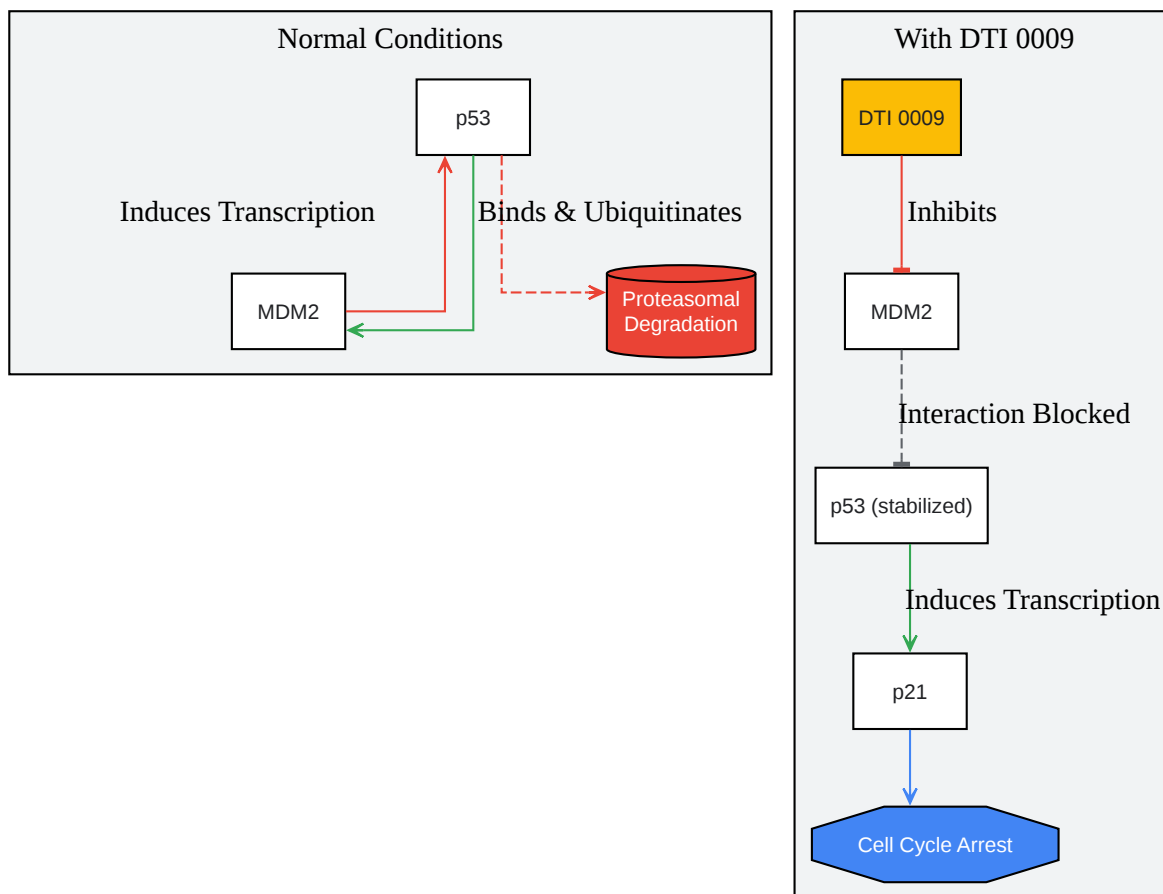 Normal Conditions
p53
Induces Transcription
Binds & Ubiquitinates
MDM2
Proteasomal
Degradation
With DTI 0009
DTI 0009
Inhibits
MDM2
Interaction Blocked
p53 (stabilized)
Induces Transcription
p21
Cell Cycle Arrest